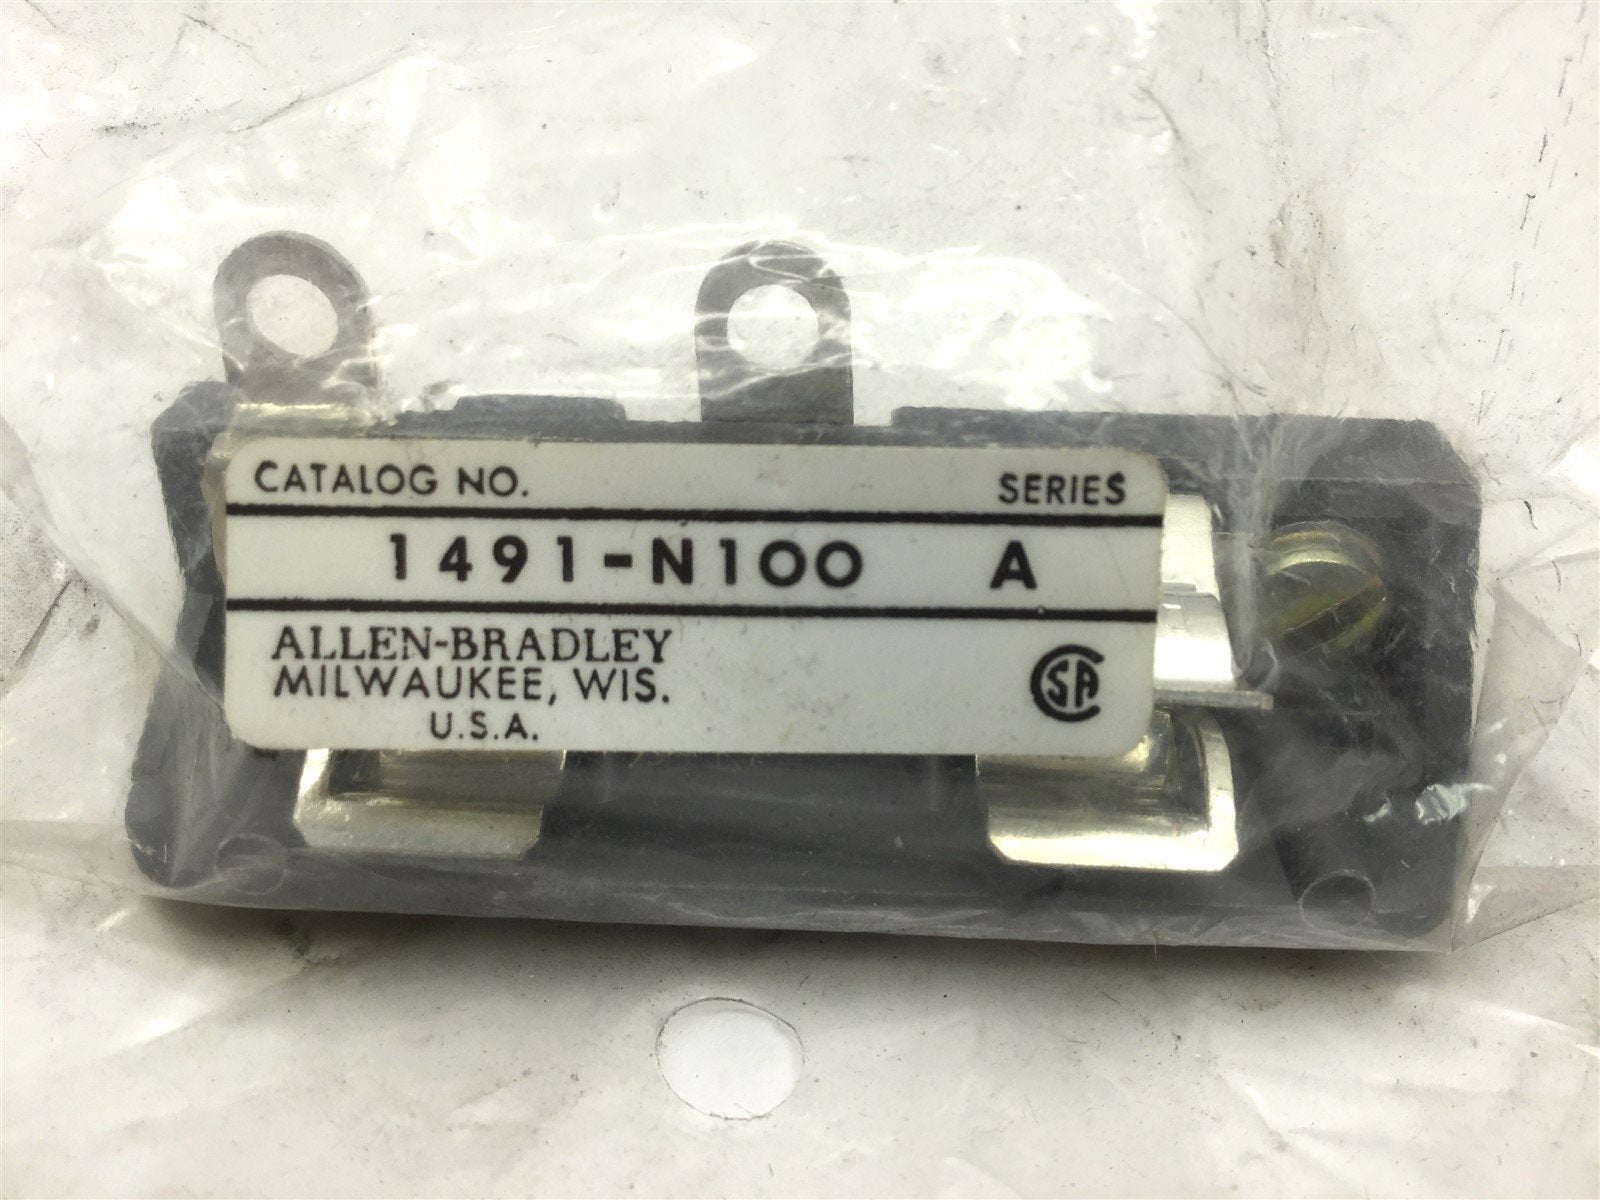 CATALOG NO. SERIES
1491-N100 A
ALLEN-BRADLEY
MILWAUKEE, WIS.
U.S.A.
SA